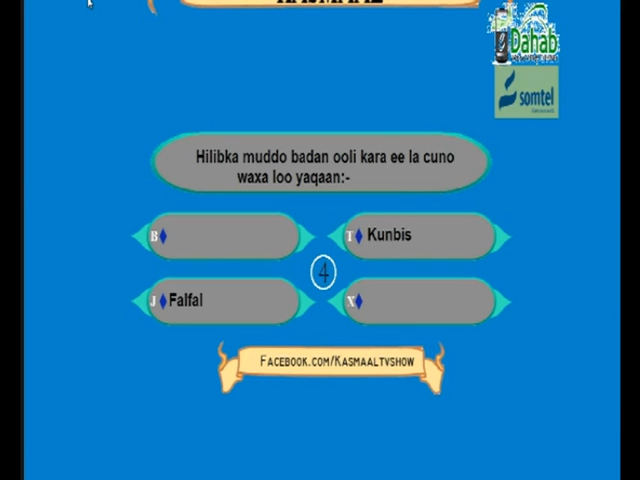 KASMAAL
Dahab
somtel
Hilibka muddo badan ooli kara ee la cuno
waxa loo yaqaan:-
B
T Kunbis
4
J Falfal
X
Facebook.com/Kasmaaltvshow